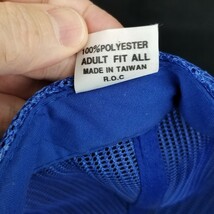 100%POLYESTER
ADULT FIT ALL
MADE IN TAIWAN
R.O.C